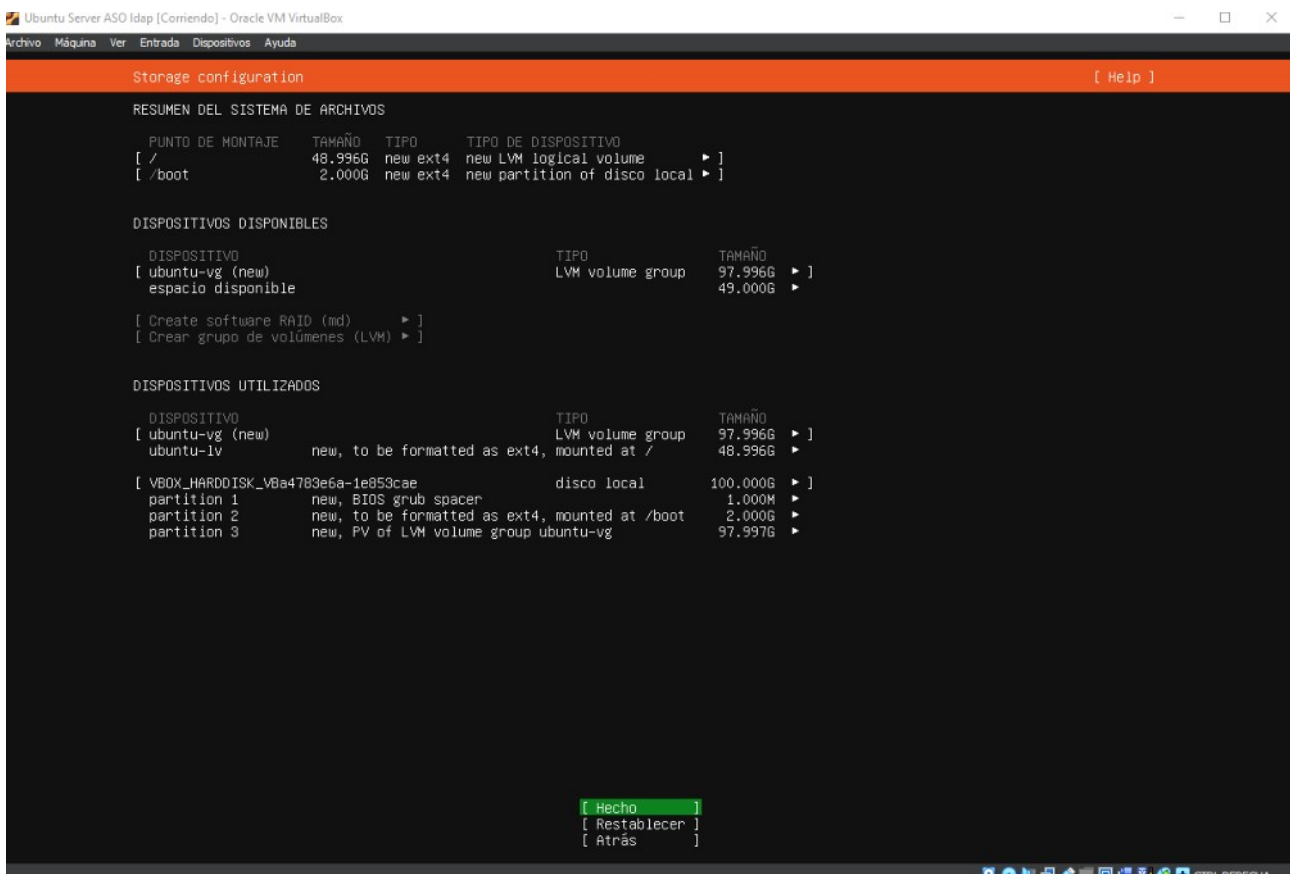 Ubuntu Server ASO ldap [Corriendo] - Oracle VM VirtualBox
Archivo Máquina Ver Entrada Dispositivos Ayuda
Storage configuration [ Help ]
RESUMEN DEL SISTEMA DE ARCHIVOS
PUNTO DE MONTAJE TAMAÑO TIPO TIPO DE DISPOSITIVO
[ / 48.996G new ext4 new LVM logical volume ▸ ]
[ /boot 2.000G new ext4 new partition of disco local ▸ ]
DISPOSITIVOS DISPONIBLES
DISPOSITIVO TIPO TAMAÑO
[ ubuntu-vg (new) LVM volume group 97.996G ▸ ]
espacio disponible 49.000G ▸
[ Create software RAID (md) ▸ ]
[ Crear grupo de volúmenes (LVM) ▸ ]
DISPOSITIVOS UTILIZADOS
DISPOSITIVO TIPO TAMAÑO
[ ubuntu-vg (new) LVM volume group 97.996G ▸ ]
ubuntu-lv new, to be formatted as ext4, mounted at / 48.996G ▸
[ VBOX_HARDDISK_VBa4783e6a-1e853cae disco local 100.000G ▸ ]
partition 1 new, BIOS grub spacer 1.000M ▸
partition 2 new, to be formatted as ext4, mounted at /boot 2.000G ▸
partition 3 new, PV of LVM volume group ubuntu-vg 97.997G ▸
[ Hecho ]
[ Restablecer ]
[ Atrás ]
CTRL DERECHA